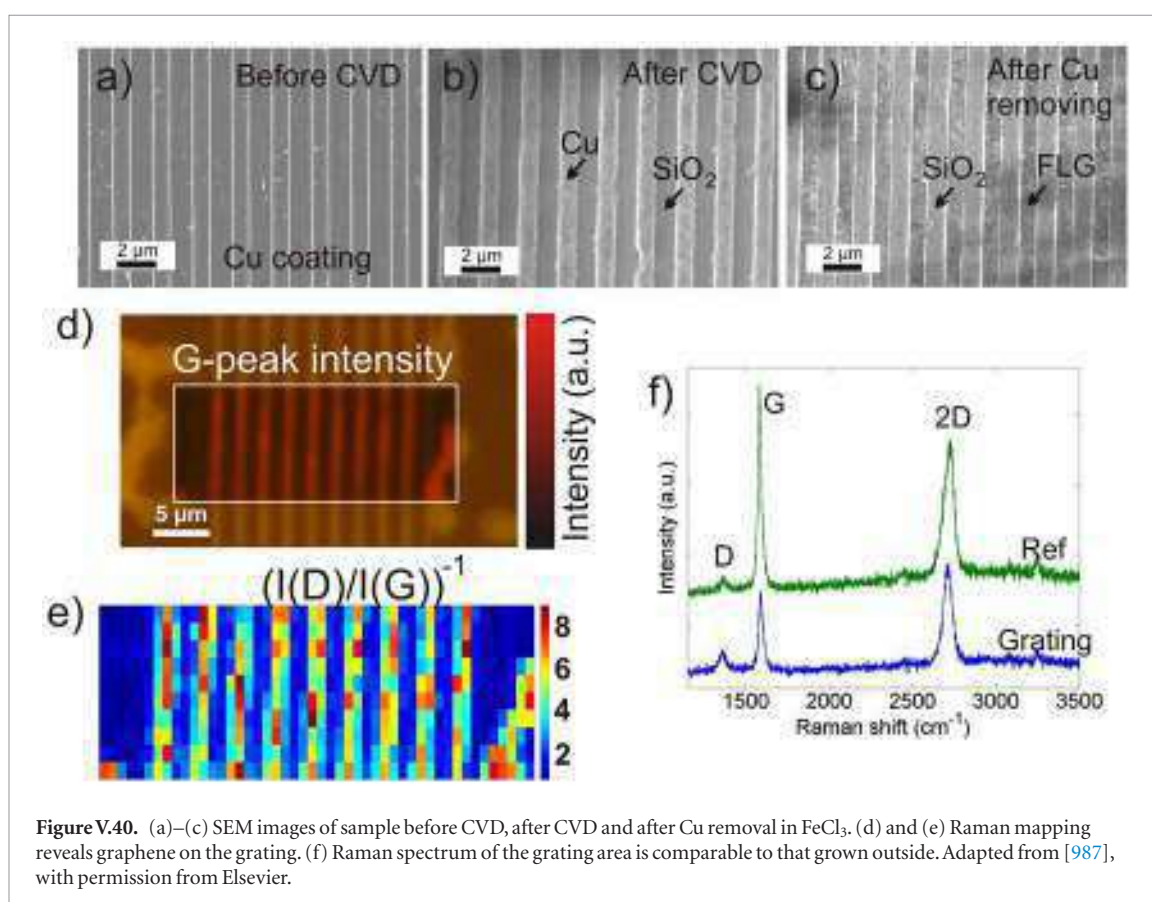 a) Before CVD
Cu coating
2 µm
b) After CVD
Cu
SiO₂
2 µm
c) After Cu
removing
SiO₂ FLG
2 µm
d)
G-peak intensity
5 µm
Intensity (a.u.)
e)
(I(D)/I(G))⁻¹
8
6
4
2
f)
G
2D
D
Ref
Grating
Intensity (a.u.)
1500 2000 2500 3000 3500
Raman shift (cm⁻¹)
Figure V.40. (a)–(c) SEM images of sample before CVD, after CVD and after Cu removal in FeCl₃. (d) and (e) Raman mapping
reveals graphene on the grating. (f) Raman spectrum of the grating area is comparable to that grown outside. Adapted from [987],
with permission from Elsevier.